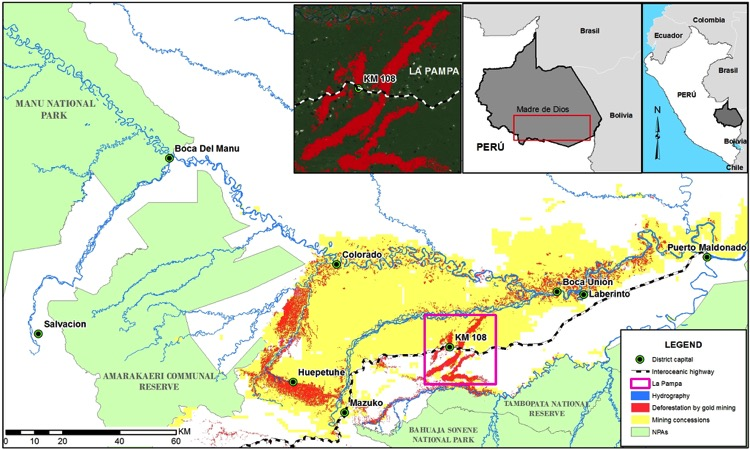 MANU NATIONAL
PARK
Boca Del Manu
Salvacion
AMARAKAERI COMMUNAL
RESERVE
Colorado
Huepetuhe
Mazuko
KM 108
Boca Unión
Laberinto
Puerto Maldonado
BAHUAJA SONENE
NATIONAL PARK
TAMBOPATA NATIONAL
RESERVE
KM
0 10 20 40 60
KM 108
LA PAMPA
Brasil
Madre de Dios
Bolivia
PERÚ
Colombia
Ecuador
Brasil
PERÚ
N
Bolivia
Chile
LEGEND
District capital
Interoceanic highway
La Pampa
Hydrography
Deforestation by gold mining
Mining concessions
NPAs